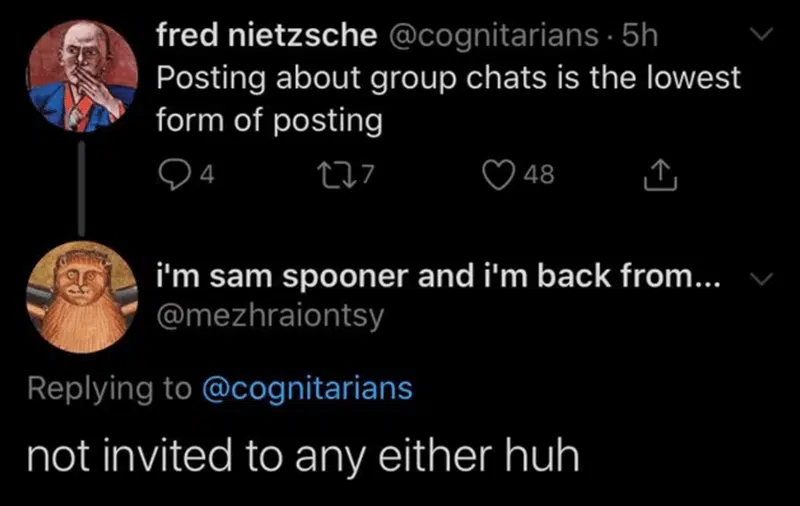 fred nietzsche @cognitarians · 5h
Posting about group chats is the lowest
form of posting
4 7 48
i'm sam spooner and i'm back from...
@mezhraiontsy
Replying to @cognitarians
not invited to any either huh